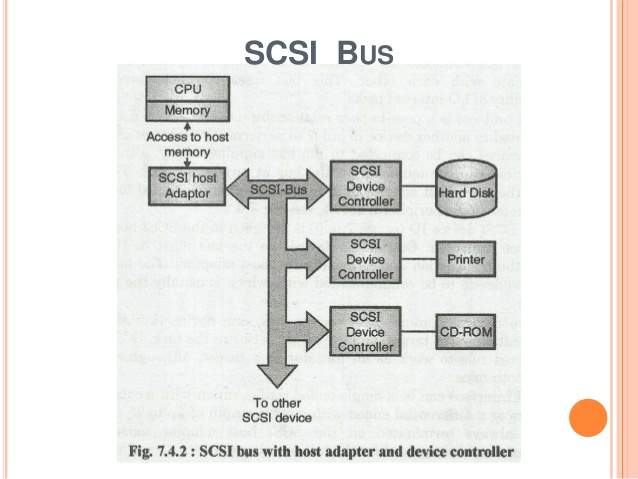 SCSI BUS
CPU
Memory
Access to host
memory
SCSI host
Adaptor
SCSI-Bus
SCSI
Device
Controller
Hard Disk
SCSI
Device
Controller
Printer
SCSI
Device
Controller
CD-ROM
To other
SCSI device
Fig. 7.4.2 : SCSI bus with host adapter and device controller